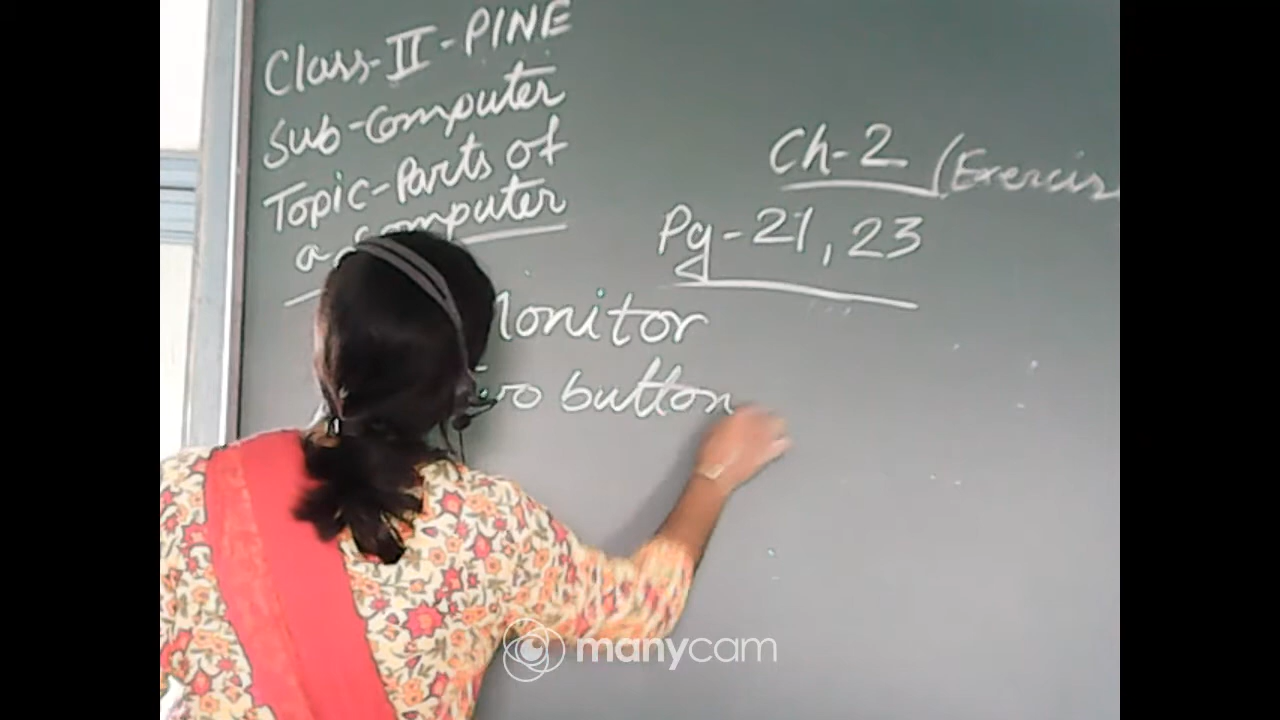 Class-II-PINE
Sub-Computer
Topic-Parts of
a computer
Ch-2 (Exercis
Pg-21, 23
Monitor
button
manycam